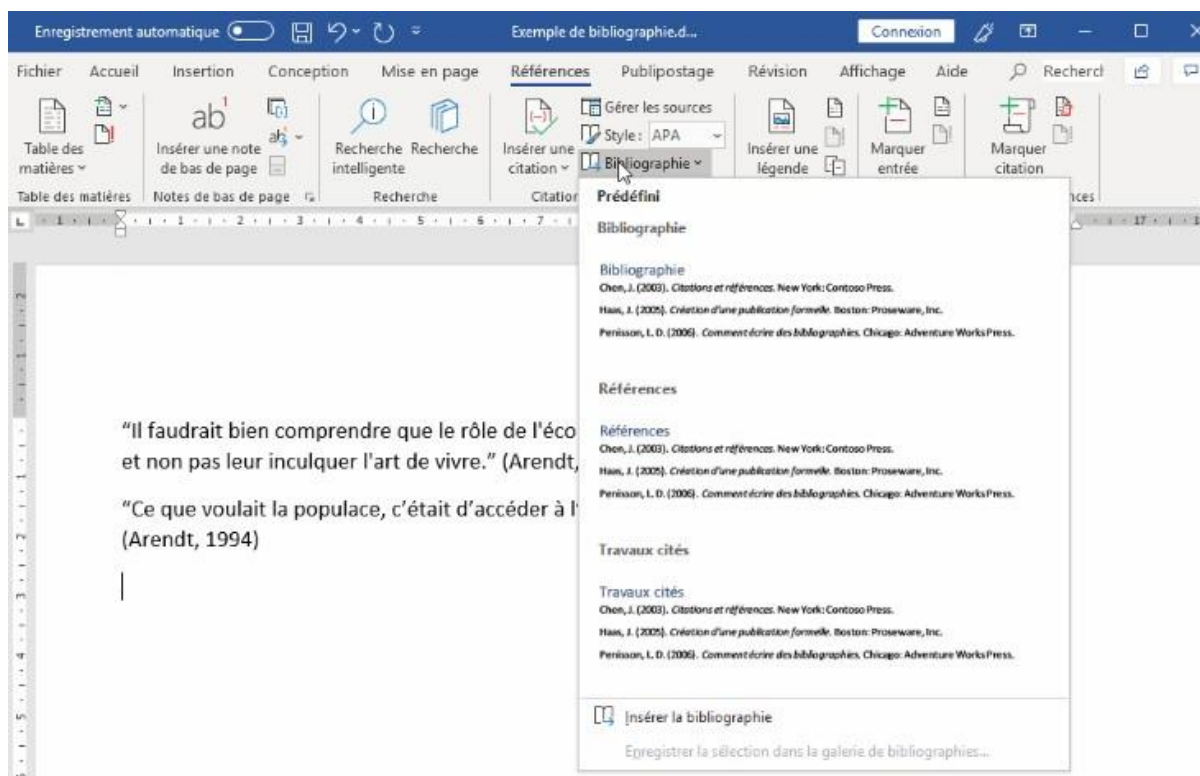 Enregistrement automatique Exemple de bibliographie.d... Connexion
Fichier Accueil Insertion Conception Mise en page Références Publipostage Révision Affichage Aide Recherch
Table des matières
ab
Insérer une note de bas de page
Recherche intelligente
Recherche
Insérer une citation
Gérer les sources
Style : APA
Bibliographie
Insérer une légende
Marquer entrée
Marquer citation
Table des matières Notes de bas de page Recherche Citatior nces
Prédéfini
Bibliographie
Bibliographie
Chen, J. (2003). Citations et références. New York: Contoso Press.
Haas, J. (2005). Création d'une publication formelle. Boston: Proseware, Inc.
Penisson, L. D. (2006). Comment écrire des bibliographies. Chicago: Adventure Works Press.
Références
Références
Chen, J. (2003). Citations et références. New York: Contoso Press.
Haas, J. (2005). Création d'une publication formelle. Boston: Proseware, Inc.
Penisson, L. D. (2006). Comment écrire des bibliographies. Chicago: Adventure Works Press.
Travaux cités
Travaux cités
Chen, J. (2003). Citations et références. New York: Contoso Press.
Haas, J. (2005). Création d'une publication formelle. Boston: Proseware, Inc.
Penisson, L. D. (2006). Comment écrire des bibliographies. Chicago: Adventure Works Press.
Insérer la bibliographie
Enregistrer la sélection dans la galerie de bibliographies...
“Il faudrait bien comprendre que le rôle de l'éco
et non pas leur inculquer l'art de vivre.” (Arendt,
“Ce que voulait la populace, c’était d’accéder à l’
(Arendt, 1994)